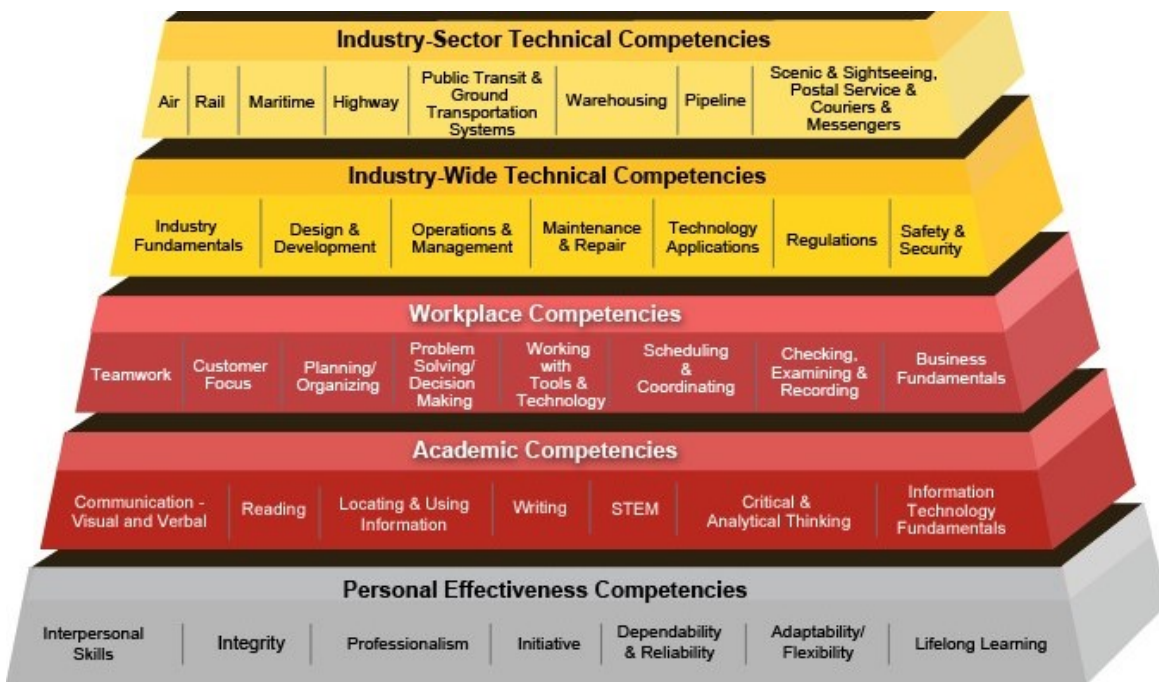 Industry-Sector Technical Competencies
Air
Rail
Maritime
Highway
Public Transit &
Ground
Transportation
Systems
Warehousing
Pipeline
Scenic & Sightseeing,
Postal Service &
Couriers &
Messengers
Industry-Wide Technical Competencies
Industry
Fundamentals
Design &
Development
Operations &
Management
Maintenance
& Repair
Technology
Applications
Regulations
Safety &
Security
Workplace Competencies
Teamwork
Customer
Focus
Planning/
Organizing
Problem
Solving/
Decision
Making
Working
with
Tools &
Technology
Scheduling
&
Coordinating
Checking,
Examining &
Recording
Business
Fundamentals
Academic Competencies
Communication -
Visual and Verbal
Reading
Locating & Using
Information
Writing
STEM
Critical &
Analytical Thinking
Information
Technology
Fundamentals
Personal Effectiveness Competencies
Interpersonal
Skills
Integrity
Professionalism
Initiative
Dependability
& Reliability
Adaptability/
Flexibility
Lifelong Learning